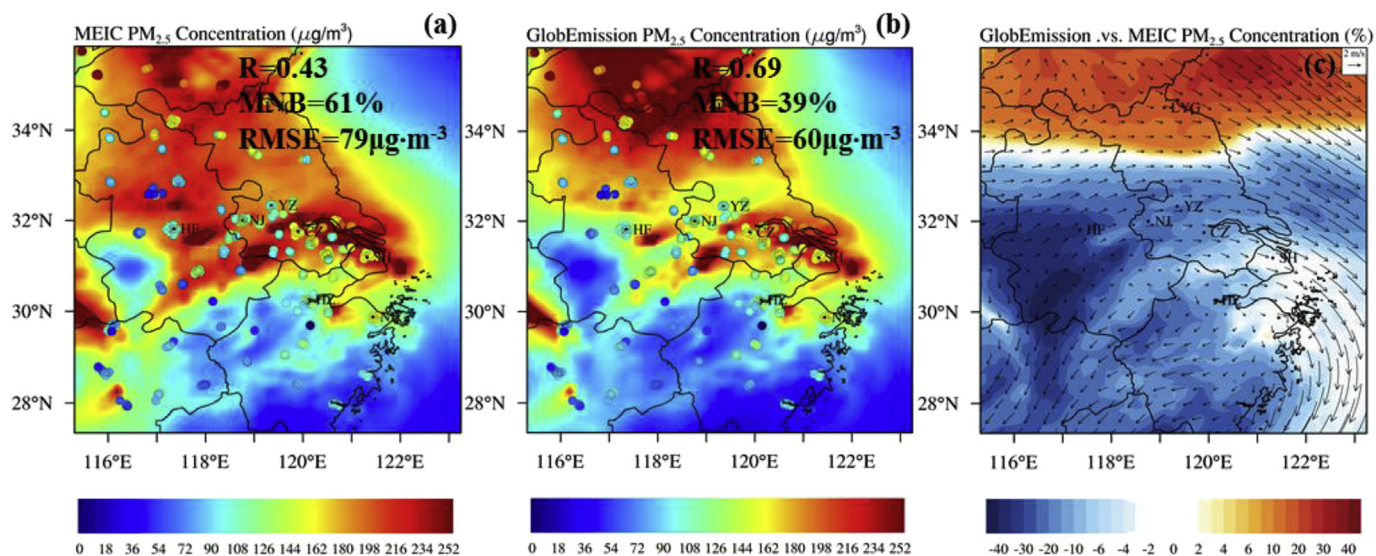 (a)
MEIC PM2.5 Concentration (μg/m3)
R=0.43
MNB=61%
RMSE=79μg·m-3
34°N
32°N
30°N
28°N
HF
NJ
YZ
CZ
SH
HZ
116°E 118°E 120°E 122°E
0 18 36 54 72 90 108 126 144 162 180 198 216 234 252
(b)
GlobEmission PM2.5 Concentration (μg/m3)
R=0.69
MNB=39%
RMSE=60μg·m-3
34°N
32°N
30°N
28°N
HF
NJ
YZ
CZ
SH
HZ
116°E 118°E 120°E 122°E
0 18 36 54 72 90 108 126 144 162 180 198 216 234 252
GlobEmission .vs. MEIC PM2.5 Concentration (%)
(c)
2 m/s
34°N
32°N
30°N
28°N
LYG
YZ
NJ
HF
CZ
SH
HZ
116°E 118°E 120°E 122°E
-40 -30 -20 -10 -6 -4 -2 0 2 4 6 10 20 30 40